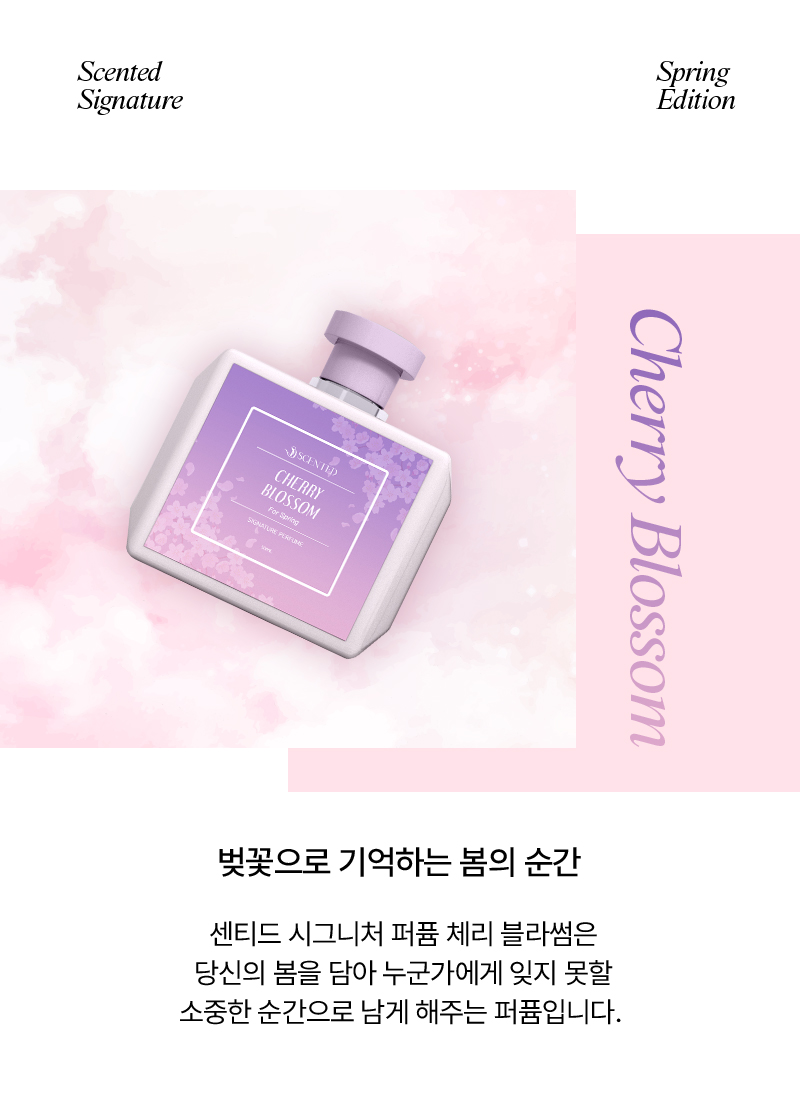 Scented
Signature
Spring
Edition
SCENTED
CHERRY
BLOSSOM
For Spring
SIGNATURE PERFUME
Cherry Blossom
벚꽃으로 기억하는 봄의 순간
센티드 시그니처 퍼퓸 체리 블라썸은
당신의 봄을 담아 누군가에게 잊지 못할
소중한 순간으로 남게 해주는 퍼퓸입니다.